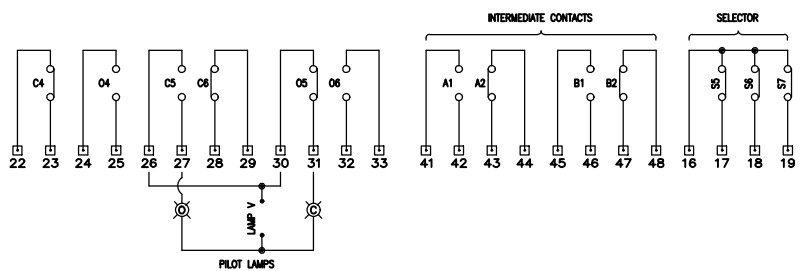 INTERMEDIATE CONTACTS SELECTOR
C4 O4 C5 C6 O5 O6 A1 A2 B1 B2 S5 S6 S7
22 23 24 25 26 27 28 29 30 31 32 33 41 42 43 44 45 46 47 48 16 17 18 19
O LAMP V C
PILOT LAMPS